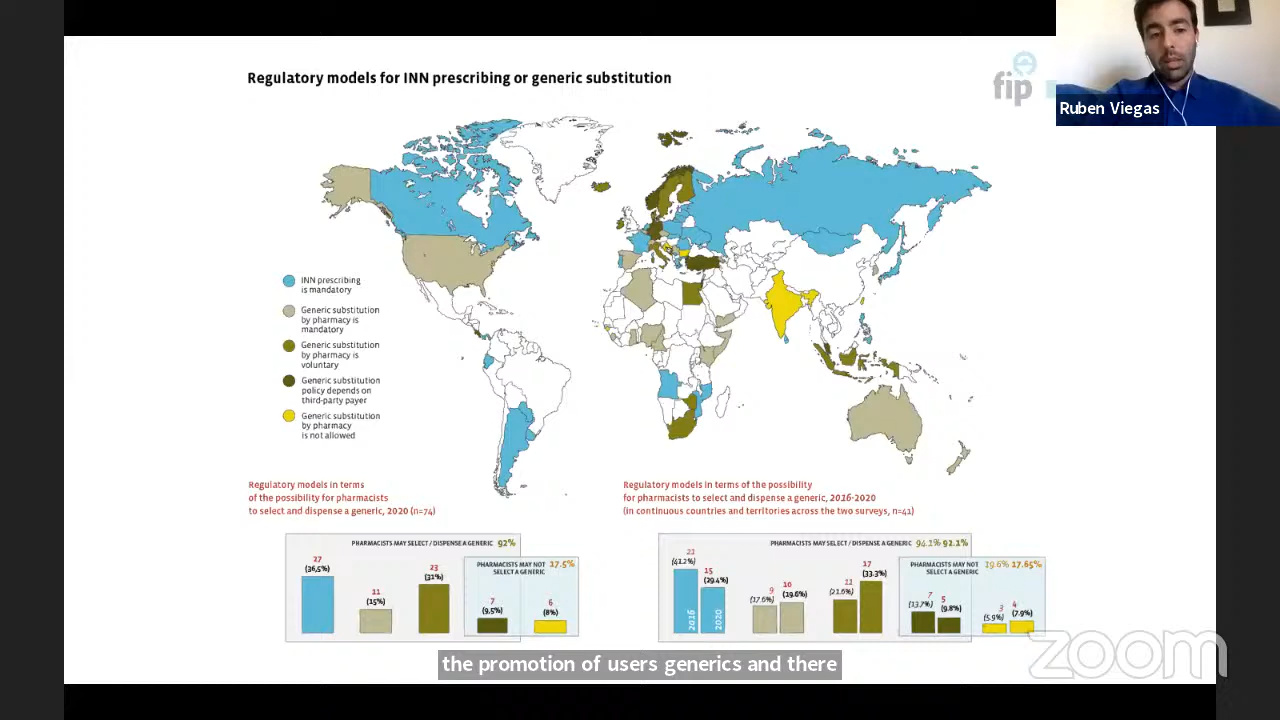 Regulatory models for INN prescribing or generic substitution
fip
Ruben Viegas
INN prescribing
is mandatory
Generic substitution
by pharmacy is
mandatory
Generic substitution
by pharmacy is
voluntary
Generic substitution
policy depends on
third-party payer
Generic substitution
by pharmacy
is not allowed
Regulatory models in terms
of the possibility for pharmacists
to select and dispense a generic, 2020 (n=74)
PHARMACISTS MAY SELECT / DISPENSE A GENERIC 92%
PHARMACISTS MAY NOT
SELECT A GENERIC
17.5%
27
(36,5%)
11
(15%)
23
(31%)
7
(9,5%)
6
(8%)
Regulatory models in terms of the possibility
for pharmacists to select and dispense a generic, 2016-2020
(in continuous countries and territories across the two surveys, n=41)
PHARMACISTS MAY SELECT / DISPENSE A GENERIC 94.1% 92.1%
PHARMACISTS MAY NOT
SELECT A GENERIC
19.6% 17.65%
21
(41.2%)
15
(29.4%)
2016
2020
9
(17.6%)
10
(19.6%)
11
(21.6%)
17
(33.3%)
7
(13.7%)
5
(9.8%)
3
(5.9%)
4
(7.9%)
the promotion of users generics and there
zoom